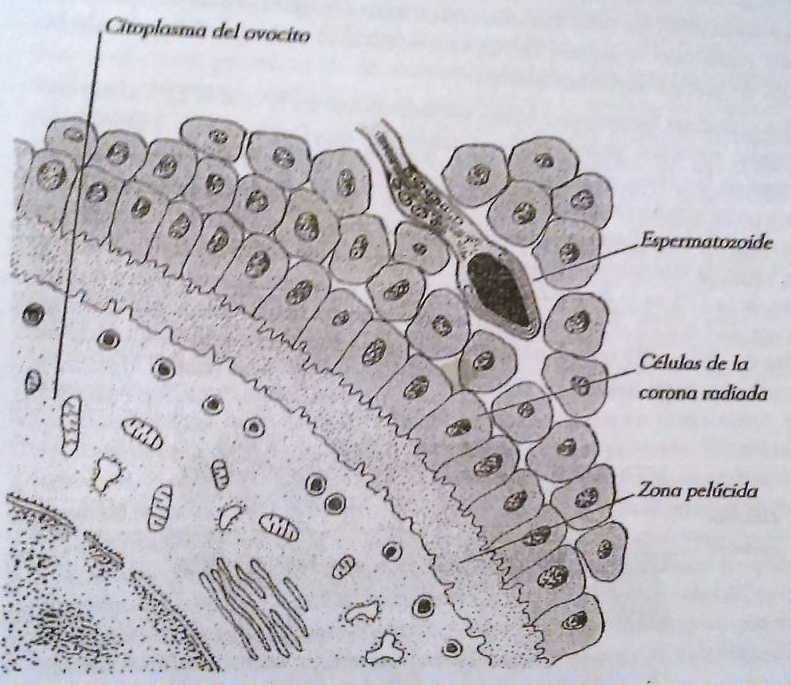 Citoplasma del ovocito
Espermatozoide
Células de la
corona radiada
Zona pelúcida